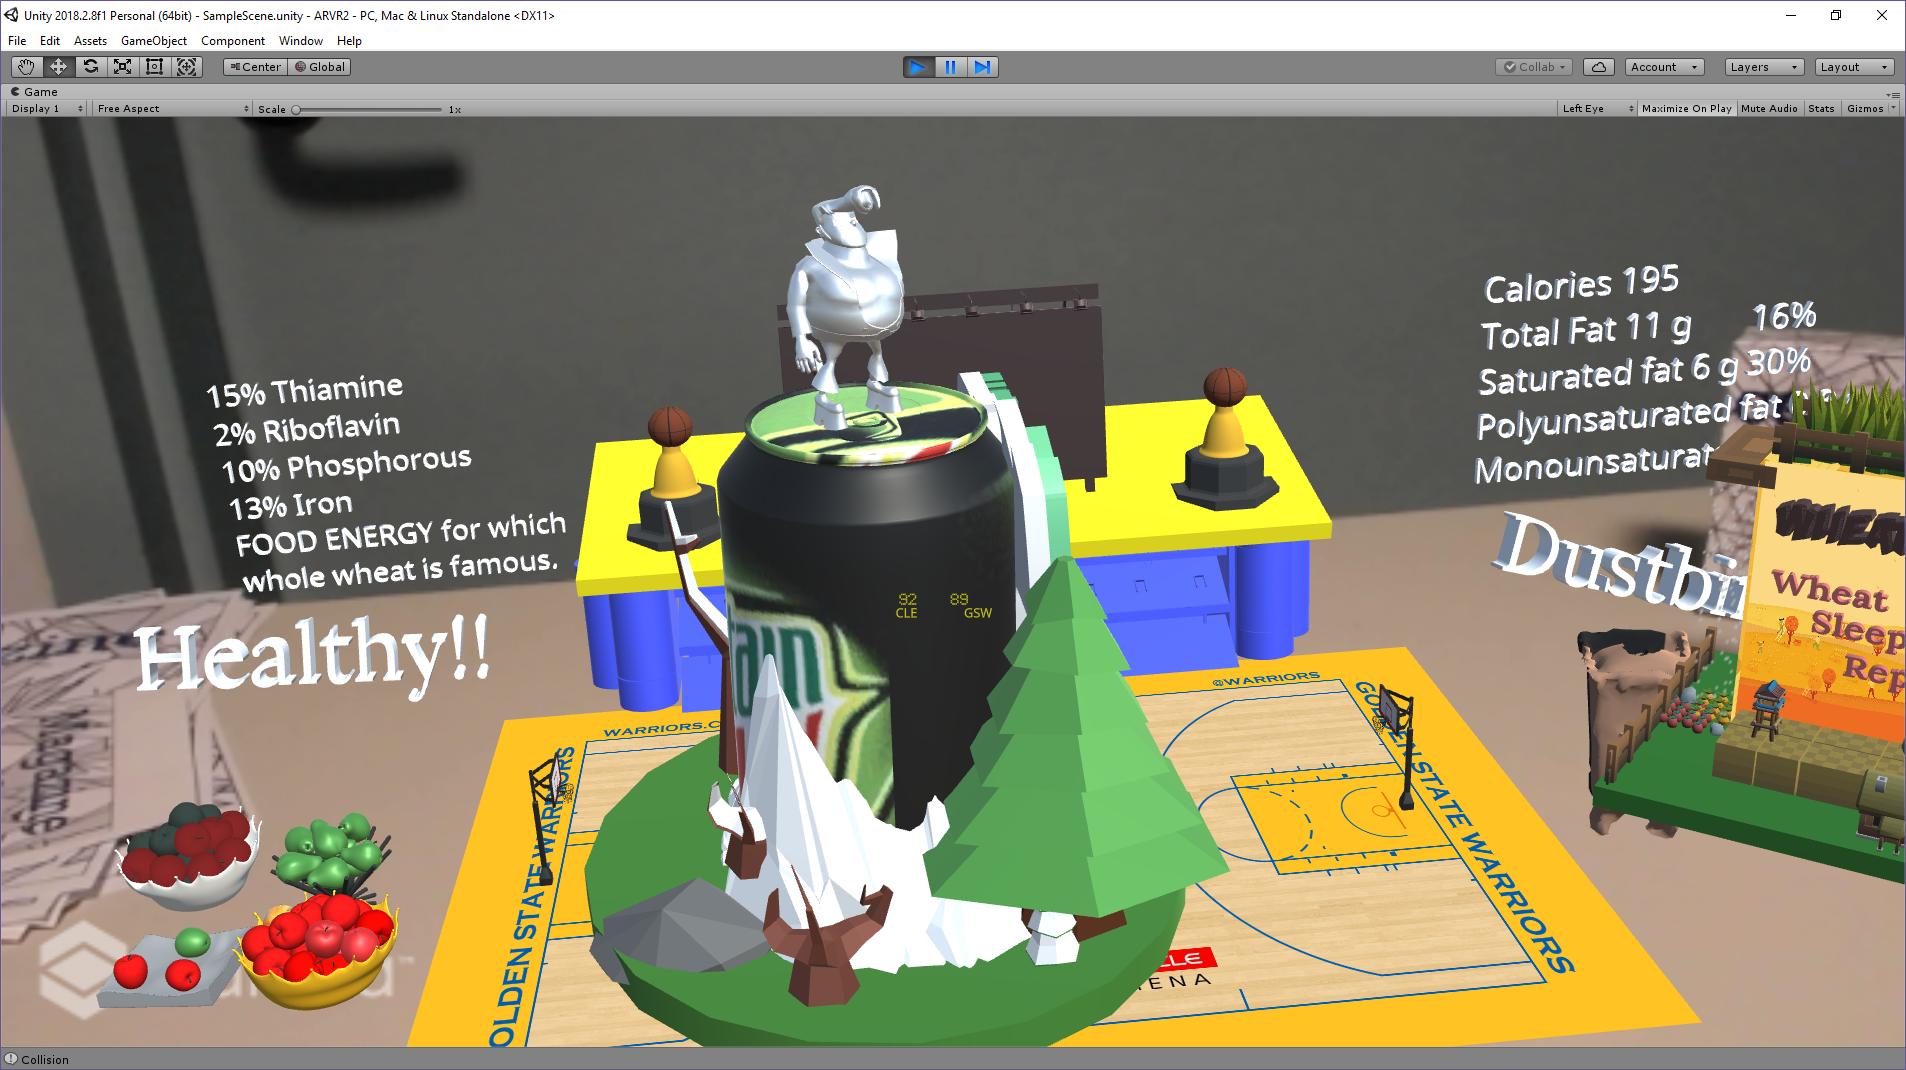 Unity 2018.2.8f1 Personal (64bit) - SampleScene.unity - ARVR2 - PC, Mac & Linux Standalone <DX11>
File Edit Assets GameObject Component Window Help
Center Global Collab Account Layers Layout
Game
Display 1 Free Aspect Scale 1x Left Eye Maximize On Play Mute Audio Stats Gizmos
Calories 195
Total Fat 11 g 16%
Saturated fat 6 g 30%
Polyunsaturated fat
Monounsaturat
15% Thiamine
2% Riboflavin
10% Phosphorous
13% Iron
FOOD ENERGY for which
whole wheat is famous.
Healthy!!
Dustbin
WHEAT
Wheat
Sleep
Rep
92 89
CLE GSW
tain
@WARRIORS
WARRIORS.C
GOLDEN STATE WARRIORS
OLDEN STATE WARRIORS
CLE
ENA
Magazine
Collision